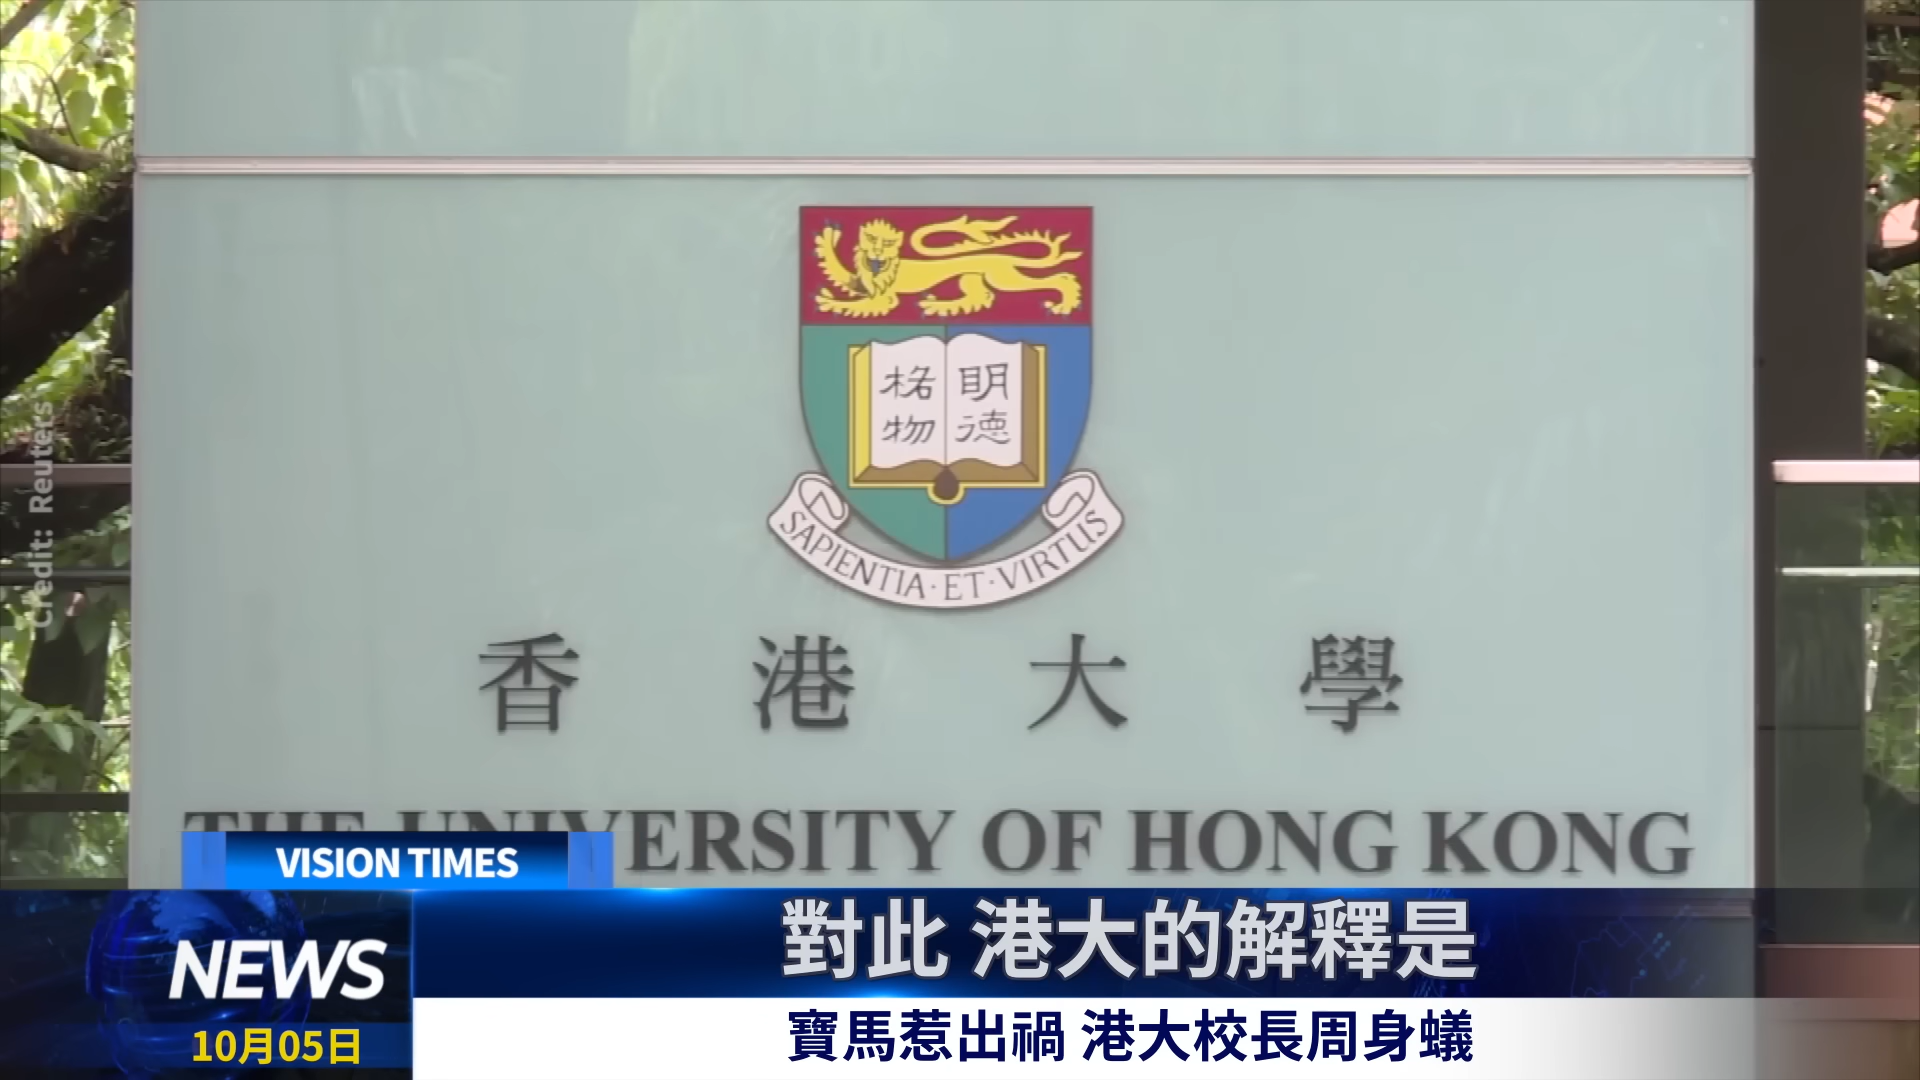 Credit: Reuters
格 明
物 德
SAPIENTIA·ET·VIRTUS
香港大學
THE UNIVERSITY OF HONG KONG
VISION TIMES
對此 港大的解釋是
NEWS
10月05日
寶馬惹出禍 港大校長周身蟻